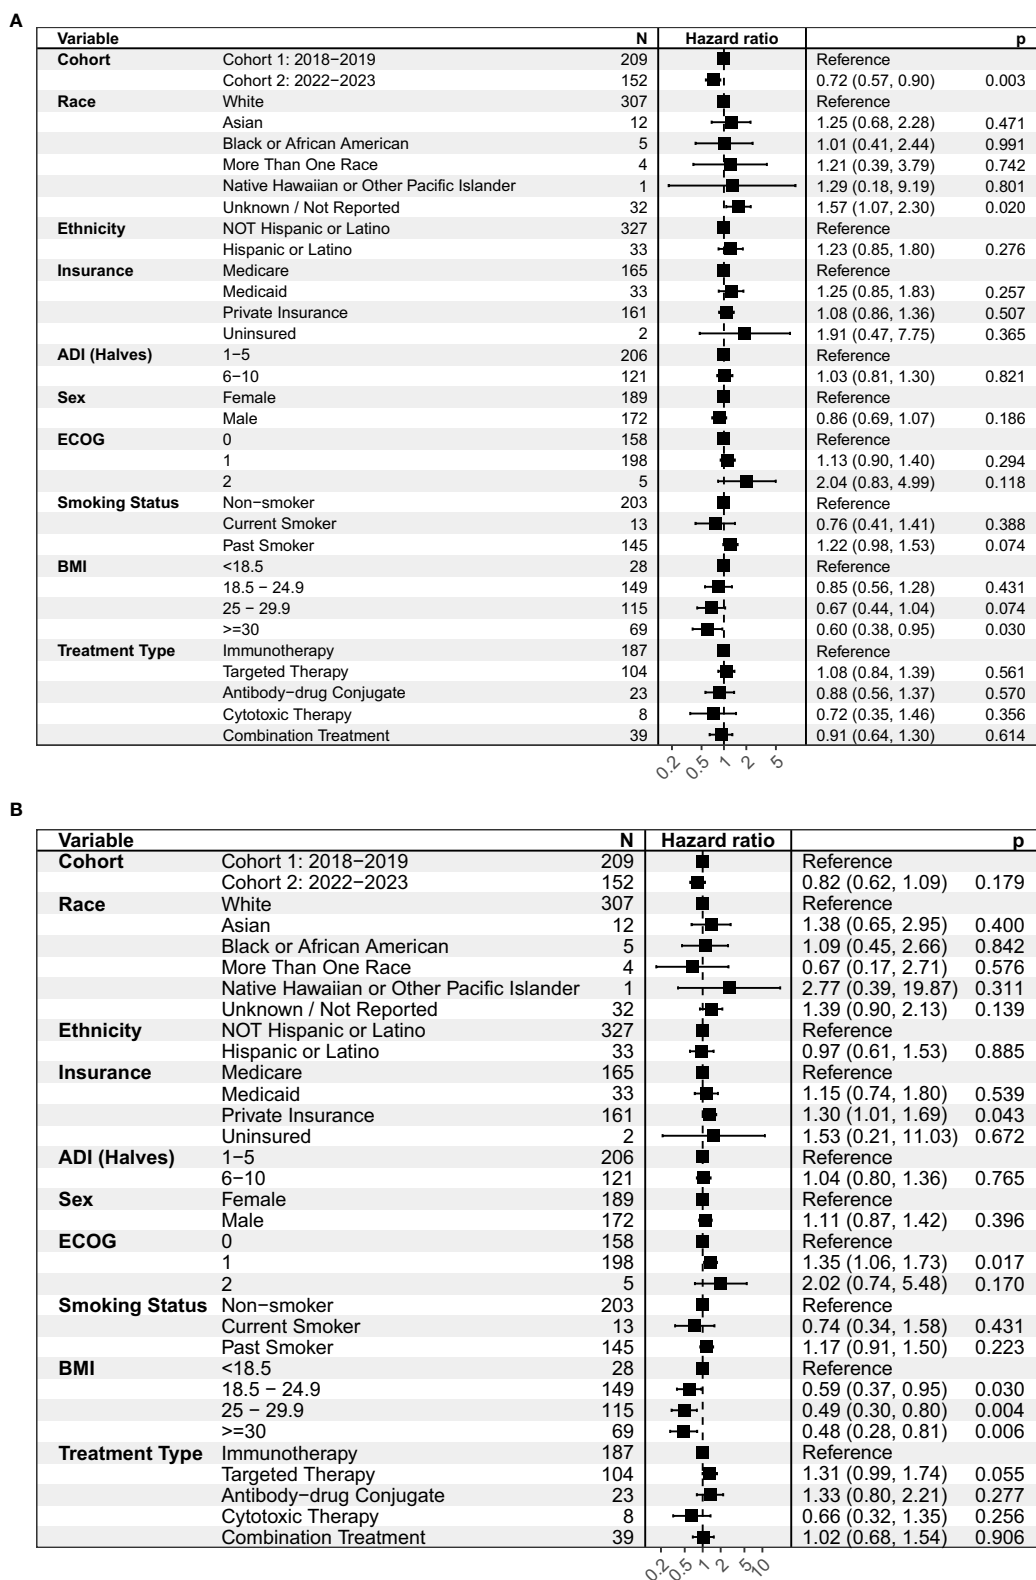 A
Variable N Hazard ratio p
Cohort Cohort 1: 2018−2019 209 Reference
Cohort 2: 2022−2023 152 0.72 (0.57, 0.90) 0.003
Race White 307 Reference
Asian 12 1.25 (0.68, 2.28) 0.471
Black or African American 5 1.01 (0.41, 2.44) 0.991
More Than One Race 4 1.21 (0.39, 3.79) 0.742
Native Hawaiian or Other Pacific Islander 1 1.29 (0.18, 9.19) 0.801
Unknown / Not Reported 32 1.57 (1.07, 2.30) 0.020
Ethnicity NOT Hispanic or Latino 327 Reference
Hispanic or Latino 33 1.23 (0.85, 1.80) 0.276
Insurance Medicare 165 Reference
Medicaid 33 1.25 (0.85, 1.83) 0.257
Private Insurance 161 1.08 (0.86, 1.36) 0.507
Uninsured 2 1.91 (0.47, 7.75) 0.365
ADI (Halves) 1−5 206 Reference
6−10 121 1.03 (0.81, 1.30) 0.821
Sex Female 189 Reference
Male 172 0.86 (0.69, 1.07) 0.186
ECOG 0 158 Reference
1 198 1.13 (0.90, 1.40) 0.294
2 5 2.04 (0.83, 4.99) 0.118
Smoking Status Non−smoker 203 Reference
Current Smoker 13 0.76 (0.41, 1.41) 0.388
Past Smoker 145 1.22 (0.98, 1.53) 0.074
BMI <18.5 28 Reference
18.5 − 24.9 149 0.85 (0.56, 1.28) 0.431
25 − 29.9 115 0.67 (0.44, 1.04) 0.074
>=30 69 0.60 (0.38, 0.95) 0.030
Treatment Type Immunotherapy 187 Reference
Targeted Therapy 104 1.08 (0.84, 1.39) 0.561
Antibody−drug Conjugate 23 0.88 (0.56, 1.37) 0.570
Cytotoxic Therapy 8 0.72 (0.35, 1.46) 0.356
Combination Treatment 39 0.91 (0.64, 1.30) 0.614
0.2 0.5 1 2 5
B
Variable N Hazard ratio p
Cohort Cohort 1: 2018−2019 209 Reference
Cohort 2: 2022−2023 152 0.82 (0.62, 1.09) 0.179
Race White 307 Reference
Asian 12 1.38 (0.65, 2.95) 0.400
Black or African American 5 1.09 (0.45, 2.66) 0.842
More Than One Race 4 0.67 (0.17, 2.71) 0.576
Native Hawaiian or Other Pacific Islander 1 2.77 (0.39, 19.87) 0.311
Unknown / Not Reported 32 1.39 (0.90, 2.13) 0.139
Ethnicity NOT Hispanic or Latino 327 Reference
Hispanic or Latino 33 0.97 (0.61, 1.53) 0.885
Insurance Medicare 165 Reference
Medicaid 33 1.15 (0.74, 1.80) 0.539
Private Insurance 161 1.30 (1.01, 1.69) 0.043
Uninsured 2 1.53 (0.21, 11.03) 0.672
ADI (Halves) 1−5 206 Reference
6−10 121 1.04 (0.80, 1.36) 0.765
Sex Female 189 Reference
Male 172 1.11 (0.87, 1.42) 0.396
ECOG 0 158 Reference
1 198 1.35 (1.06, 1.73) 0.017
2 5 2.02 (0.74, 5.48) 0.170
Smoking Status Non−smoker 203 Reference
Current Smoker 13 0.74 (0.34, 1.58) 0.431
Past Smoker 145 1.17 (0.91, 1.50) 0.223
BMI <18.5 28 Reference
18.5 − 24.9 149 0.59 (0.37, 0.95) 0.030
25 − 29.9 115 0.49 (0.30, 0.80) 0.004
>=30 69 0.48 (0.28, 0.81) 0.006
Treatment Type Immunotherapy 187 Reference
Targeted Therapy 104 1.31 (0.99, 1.74) 0.055
Antibody−drug Conjugate 23 1.33 (0.80, 2.21) 0.277
Cytotoxic Therapy 8 0.66 (0.32, 1.35) 0.256
Combination Treatment 39 1.02 (0.68, 1.54) 0.906
0.2 0.5 1 2 5 10